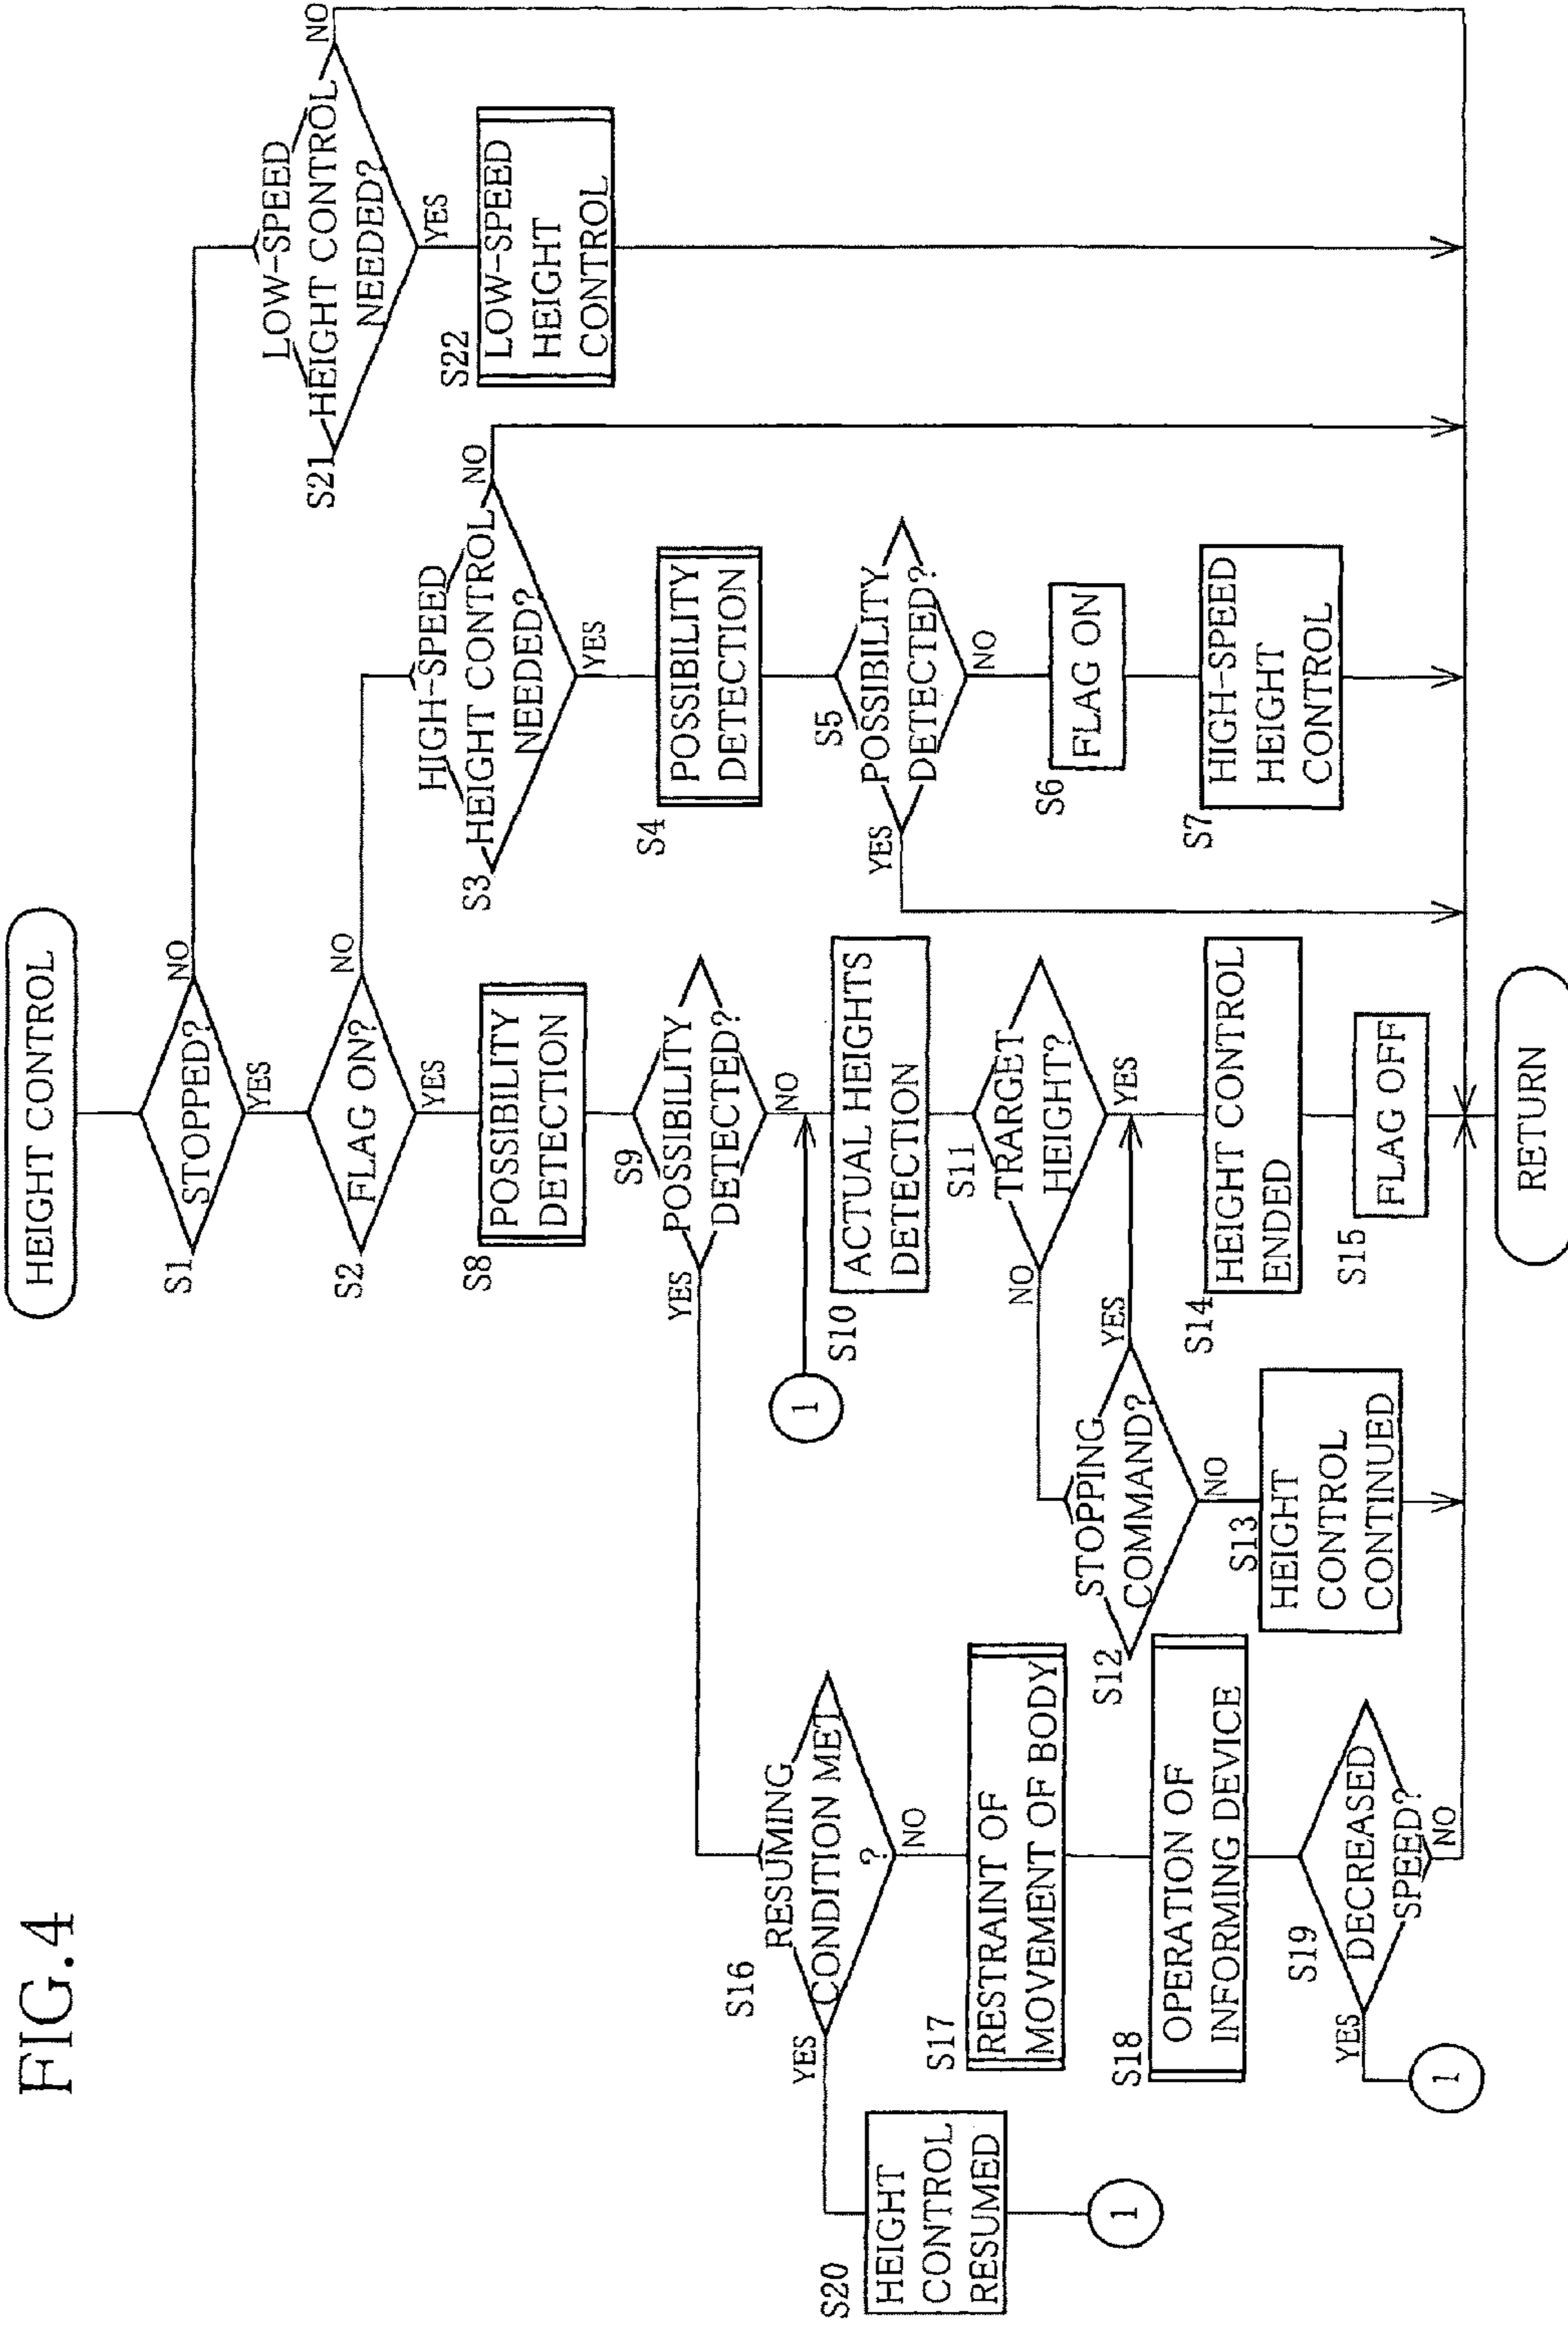 FIG.4
HEIGHT CONTROL
S1
STOPPED?
NO
YES
S2
FLAG ON?
NO
YES
S21
LOW-SPEED
HEIGHT CONTROL
NEEDED?
NO
YES
S22
LOW-SPEED
HEIGHT
CONTROL
S3
HIGH-SPEED
HEIGHT CONTROL
NEEDED?
NO
YES
S4
POSSIBILITY
DETECTION
S5
POSSIBILITY
DETECTED?
YES
NO
S6
FLAG ON
S7
HIGH-SPEED
HEIGHT
CONTROL
S8
POSSIBILITY
DETECTION
S9
POSSIBILITY
DETECTED?
YES
NO
1
S10
ACTUAL HEIGHTS
DETECTION
S11
TRARGET
HEIGHT?
NO
YES
S12
STOPPING
COMMAND?
YES
NO
S13
HEIGHT
CONTROL
CONTINUED
S14
HEIGHT CONTROL
ENDED
S15
FLAG OFF
S16
RESUMING
CONDITION MET
?
YES
NO
S17
RESTRAINT OF
MOVEMENT OF BODY
S18
OPERATION OF
INFORMING DEVICE
S19
DECREASED
SPEED?
YES
NO
1
S20
HEIGHT
CONTROL
RESUMED
1
RETURN